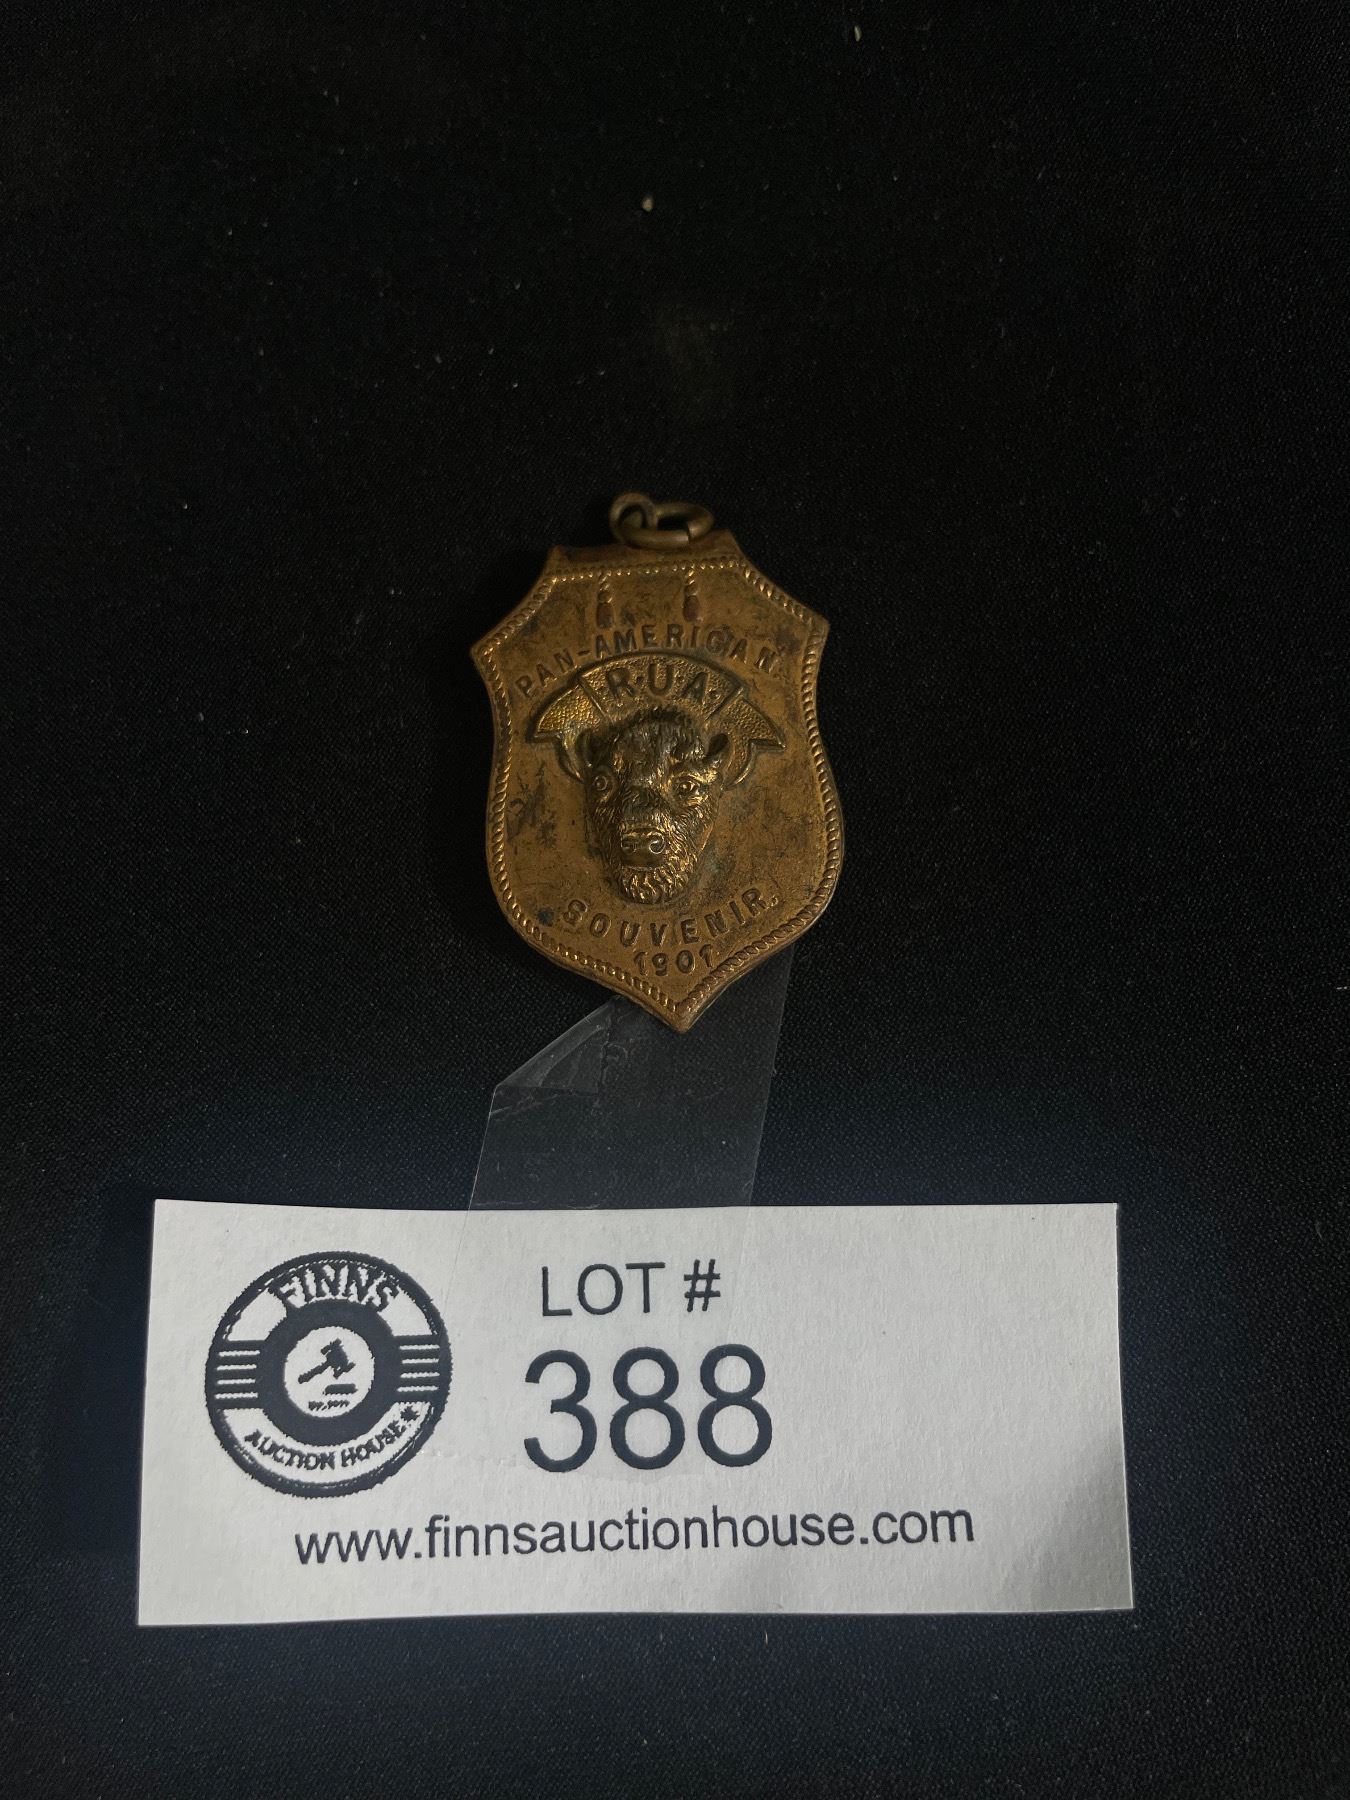 PAN-AMERICAN.
R.U.A.
SOUVENIR.
1901
FINNS
AUCTION HOUSE
LOT #
388
www.finnsauctionhouse.com